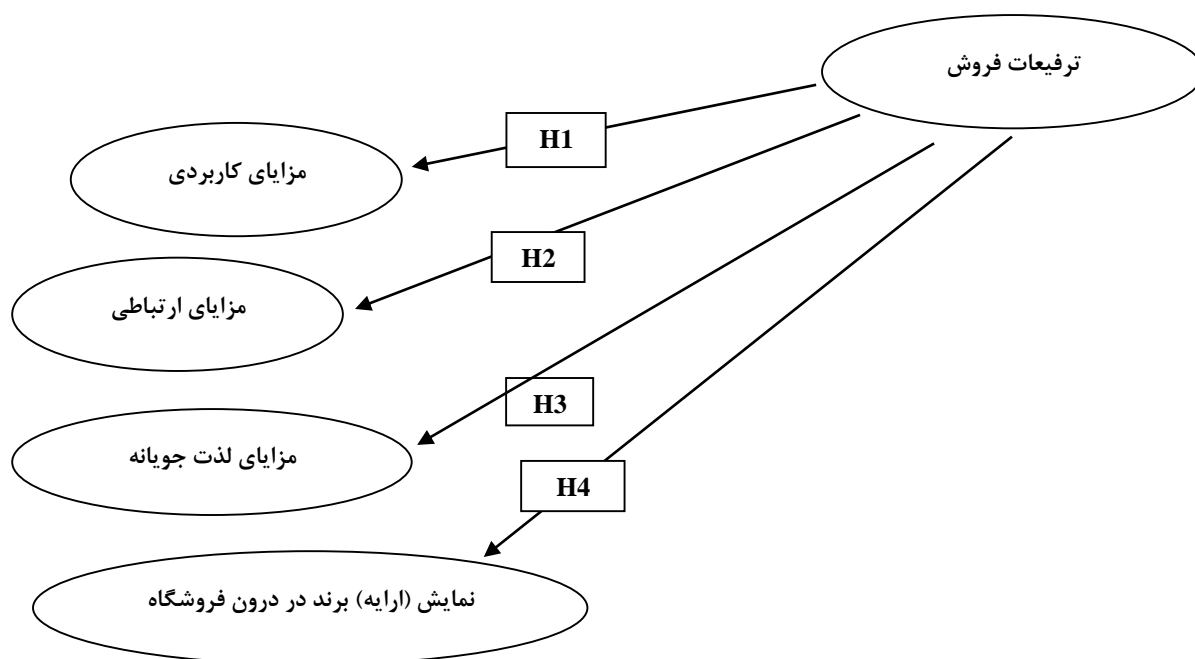 ترفیعات فروش
H1
مزایای کاربردی
H2
مزایای ارتباطی
H3
مزایای لذت جویانه
H4
نمایش (ارایه) برند در درون فروشگاه